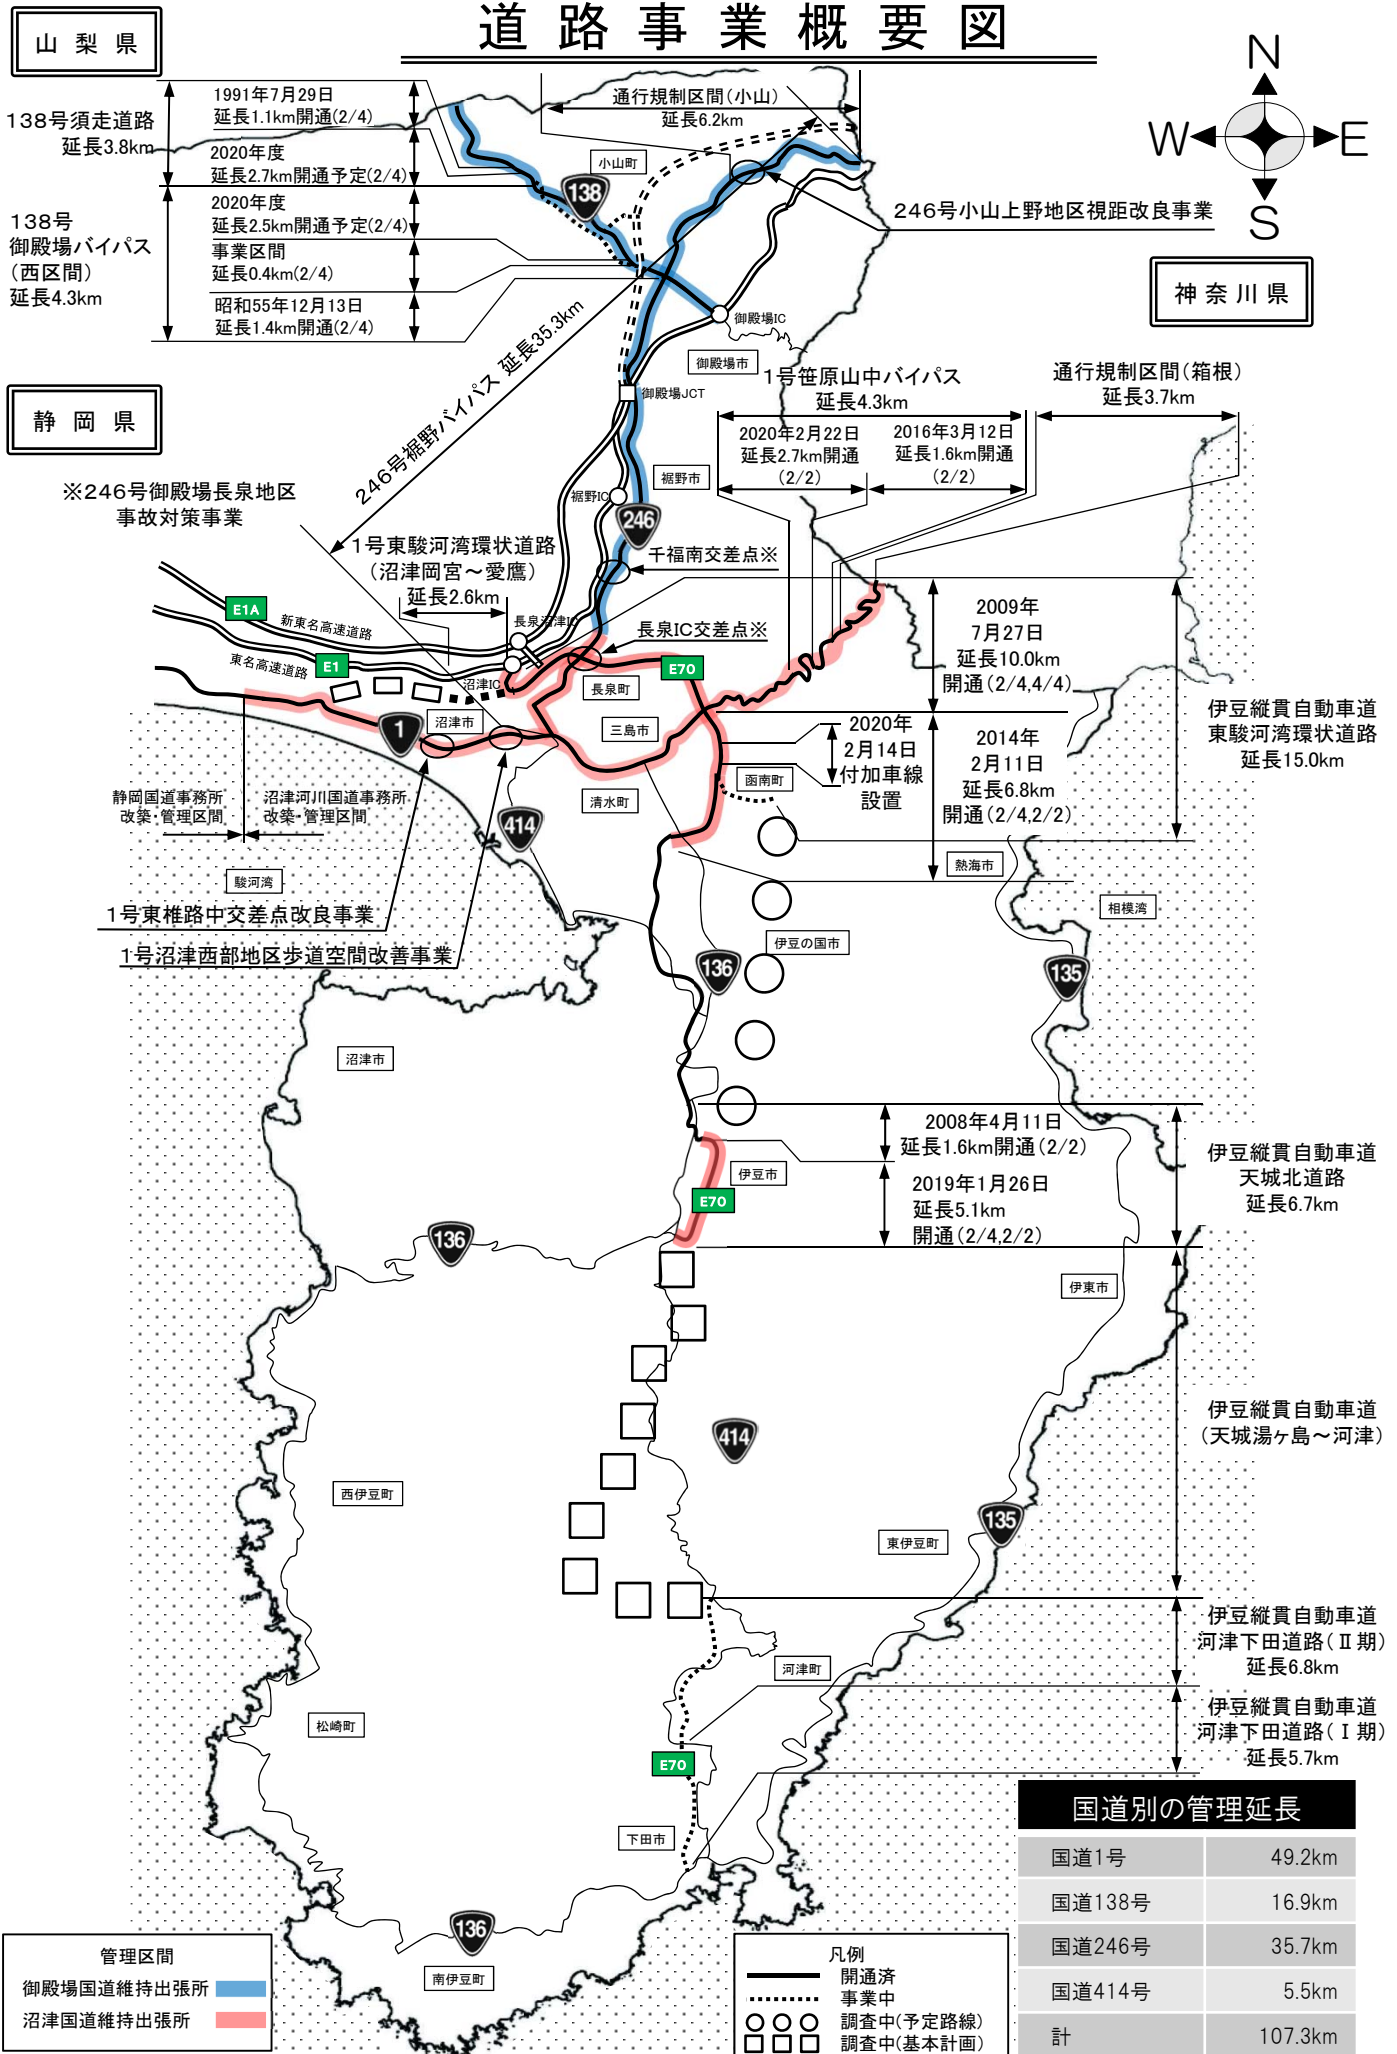 道路事業概要図
山梨県
N
W
E
S
138号須走道路
延長3.8km
1991年7月29日
延長1.1km開通(2/4)
2020年度
延長2.7km開通予定(2/4)
138号
御殿場バイパス
(西区間)
延長4.3km
2020年度
延長2.5km開通予定(2/4)
事業区間
延長0.4km(2/4)
昭和55年12月13日
延長1.4km開通(2/4)
通行規制区間(小山)
延長6.2km
小山町
138
246号小山上野地区視距改良事業
神奈川県
御殿場IC
御殿場市
御殿場JCT
246号裾野バイパス 延長35.3km
静岡県
1号笹原山中バイパス
延長4.3km
2020年2月22日
延長2.7km開通
(2/2)
2016年3月12日
延長1.6km開通
(2/2)
通行規制区間(箱根)
延長3.7km
裾野市
裾野IC
246
※246号御殿場長泉地区
事故対策事業
1号東駿河湾環状道路
(沼津岡宮～愛鷹)
延長2.6km
千福南交差点※
長泉IC交差点※
E1A
新東名高速道路
東名高速道路
E1
長泉沼津IC
沼津IC
E70
長泉町
三島市
沼津市
1
清水町
函南町
2009年
7月27日
延長10.0km
開通(2/4,4/4)
2020年
2月14日
付加車線
設置
2014年
2月11日
延長6.8km
開通(2/4,2/2)
伊豆縦貫自動車道
東駿河湾環状道路
延長15.0km
静岡国道事務所
改築・管理区間
沼津河川国道事務所
改築・管理区間
414
駿河湾
熱海市
相模湾
1号東椎路中交差点改良事業
1号沼津西部地区歩道空間改善事業
伊豆の国市
136
135
沼津市
2008年4月11日
延長1.6km開通(2/2)
2019年1月26日
延長5.1km
開通(2/4,2/2)
伊豆市
E70
伊豆縦貫自動車道
天城北道路
延長6.7km
136
伊東市
伊豆縦貫自動車道
(天城湯ヶ島～河津)
414
西伊豆町
135
東伊豆町
伊豆縦貫自動車道
河津下田道路(Ⅱ期)
延長6.8km
河津町
松崎町
伊豆縦貫自動車道
河津下田道路(Ⅰ期)
延長5.7km
E70
下田市
136
南伊豆町
国道別の管理延長
国道1号 49.2km
国道138号 16.9km
国道246号 35.7km
国道414号 5.5km
計 107.3km
管理区間
御殿場国道維持出張所
沼津国道維持出張所
凡例
開通済
事業中
調査中(予定路線)
調査中(基本計画)